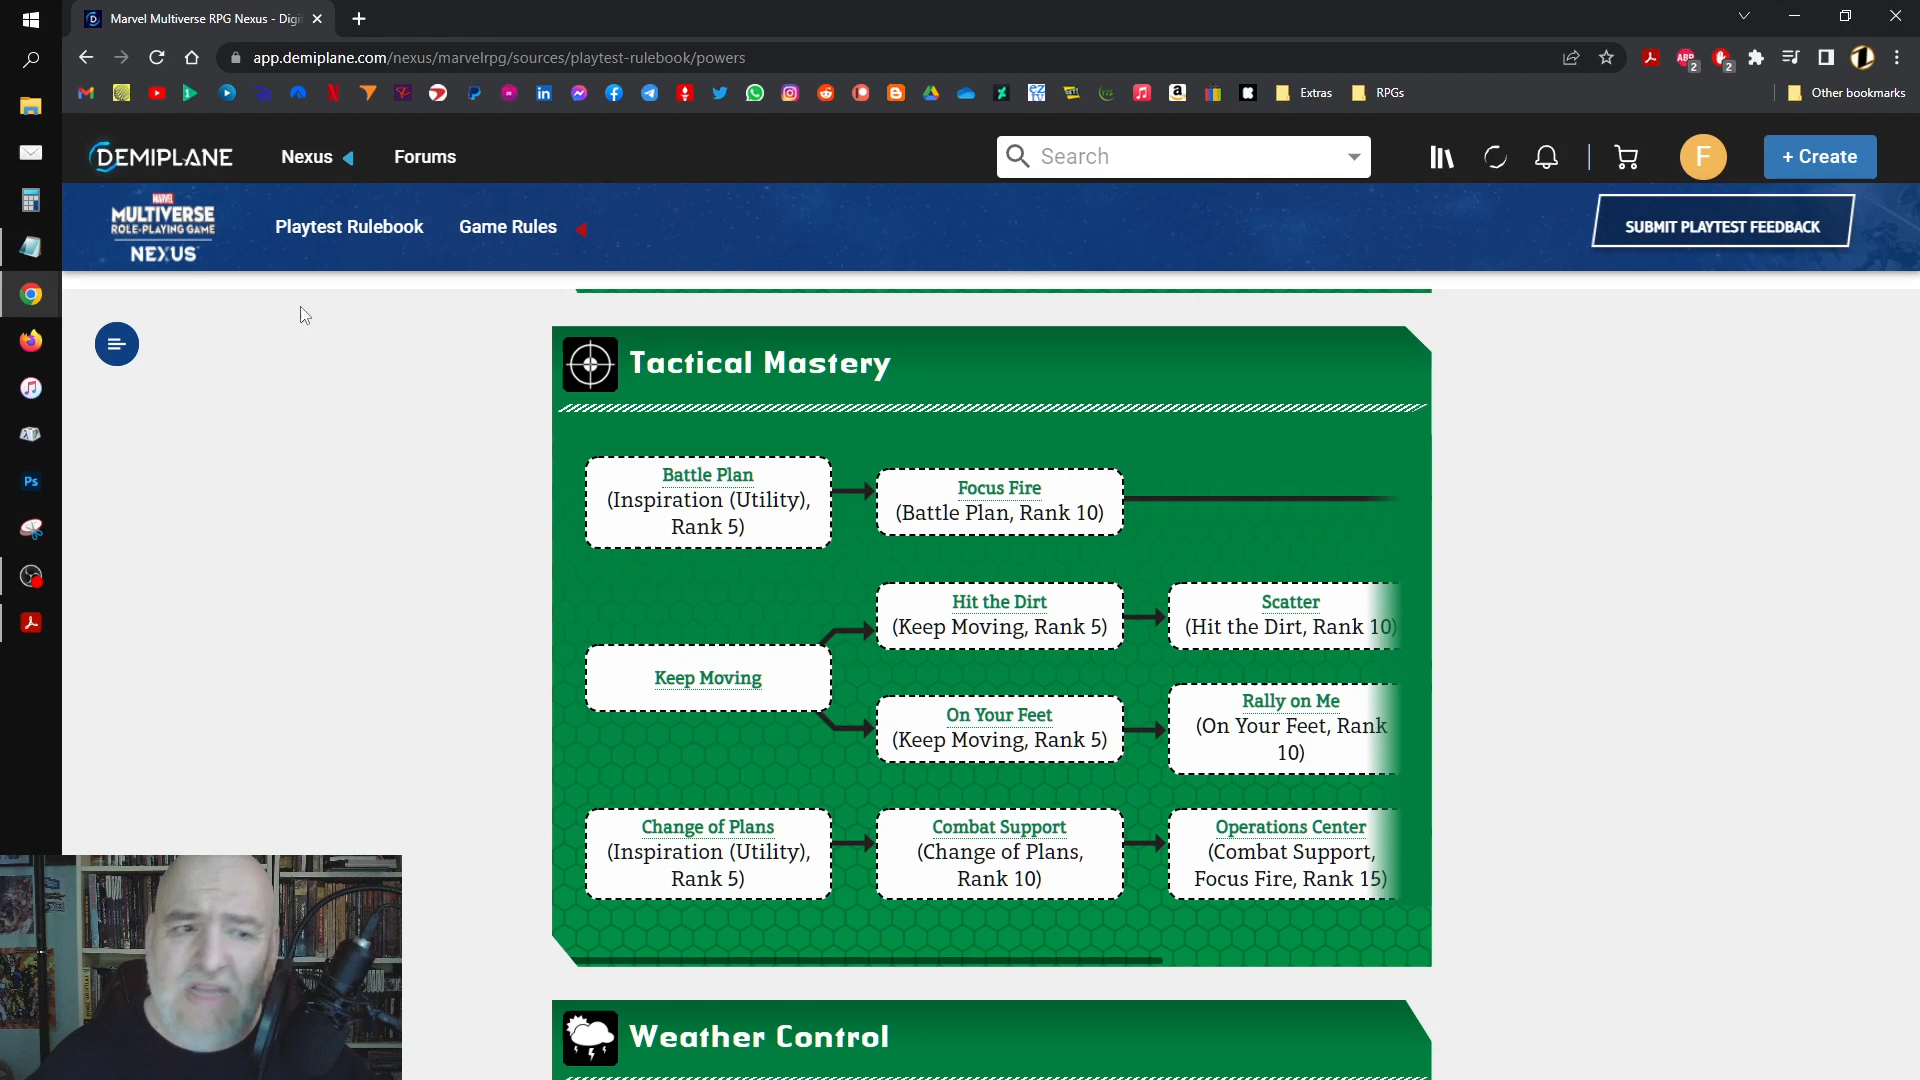 Marvel Multiverse RPG Nexus - Digi
app.demiplane.com/nexus/marvelrpg/sources/playtest-rulebook/powers
ABP
2
2
Extras
RPGs
Other bookmarks
DEMIPLANE
Nexus
Forums
Search
F
+ Create
MARVEL
MULTIVERSE
ROLE-PLAYING GAME
NEXUS
Playtest Rulebook
Game Rules
SUBMIT PLAYTEST FEEDBACK
Tactical Mastery
Battle Plan
(Inspiration (Utility),
Rank 5)
Focus Fire
(Battle Plan, Rank 10)
Hit the Dirt
(Keep Moving, Rank 5)
Scatter
(Hit the Dirt, Rank 10)
Keep Moving
On Your Feet
(Keep Moving, Rank 5)
Rally on Me
(On Your Feet, Rank
10)
Change of Plans
(Inspiration (Utility),
Rank 5)
Combat Support
(Change of Plans,
Rank 10)
Operations Center
(Combat Support,
Focus Fire, Rank 15)
Ps
Weather Control